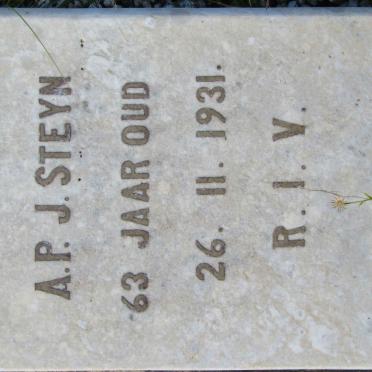 A.P. J. STEYN
63 JAAR OUD
26. 11. 1931.
R. I. V.